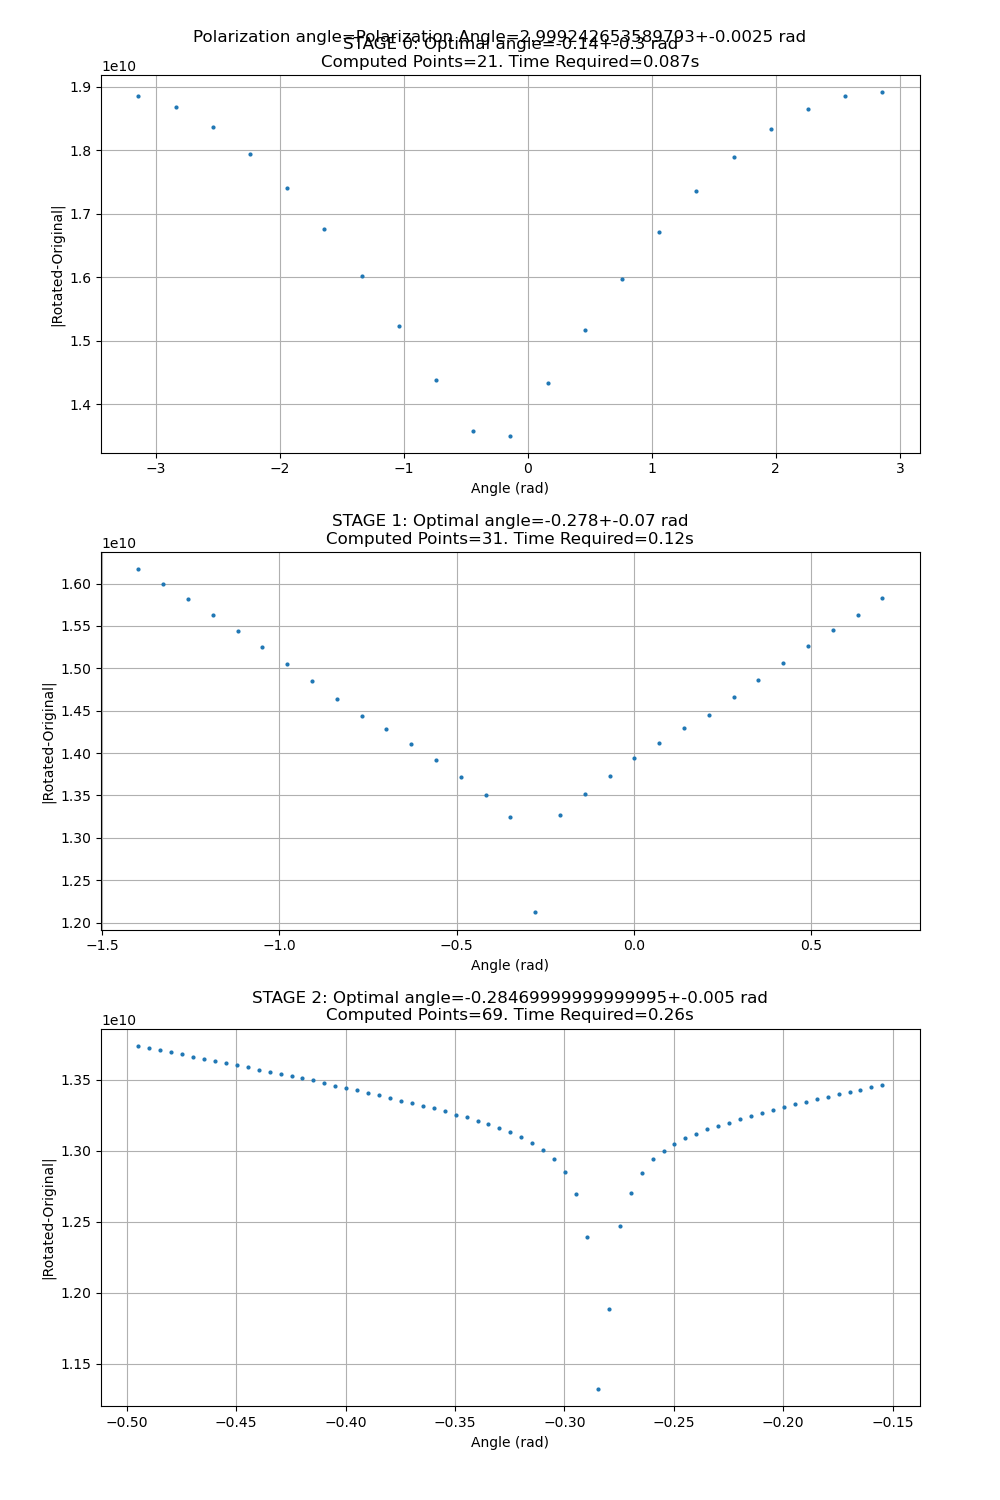 Polarization angle=Polarization Angle=2.999242653589793+-0.0025 rad
STAGE 0: Optimal angle=-0.14+-0.3 rad
Computed Points=21. Time Required=0.087s
1e10
1.9
1.8
1.7
1.6
1.5
1.4
|Rotated-Original|
−3
−2
−1
0
1
2
3
Angle (rad)
STAGE 1: Optimal angle=-0.278+-0.07 rad
Computed Points=31. Time Required=0.12s
1e10
1.60
1.55
1.50
1.45
1.40
1.35
1.30
1.25
1.20
|Rotated-Original|
−1.5
−1.0
−0.5
0.0
0.5
Angle (rad)
STAGE 2: Optimal angle=-0.28469999999999995+-0.005 rad
Computed Points=69. Time Required=0.26s
1e10
1.35
1.30
1.25
1.20
1.15
|Rotated-Original|
−0.50
−0.45
−0.40
−0.35
−0.30
−0.25
−0.20
−0.15
Angle (rad)